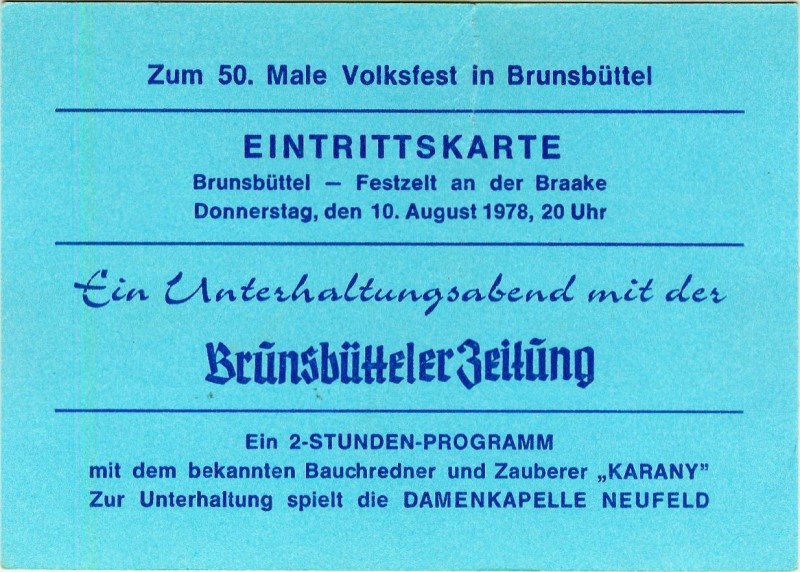 Zum 50. Male Volksfest in Brunsbüttel
EINTRITTSKARTE
Brunsbüttel — Festzelt an der Braake
Donnerstag, den 10. August 1978, 20 Uhr
Ein Unterhaltungsabend mit der
Brunsbütteler Zeitung
Ein 2-STUNDEN-PROGRAMM
mit dem bekannten Bauchredner und Zauberer „KARANY”
Zur Unterhaltung spielt die DAMENKAPELLE NEUFELD